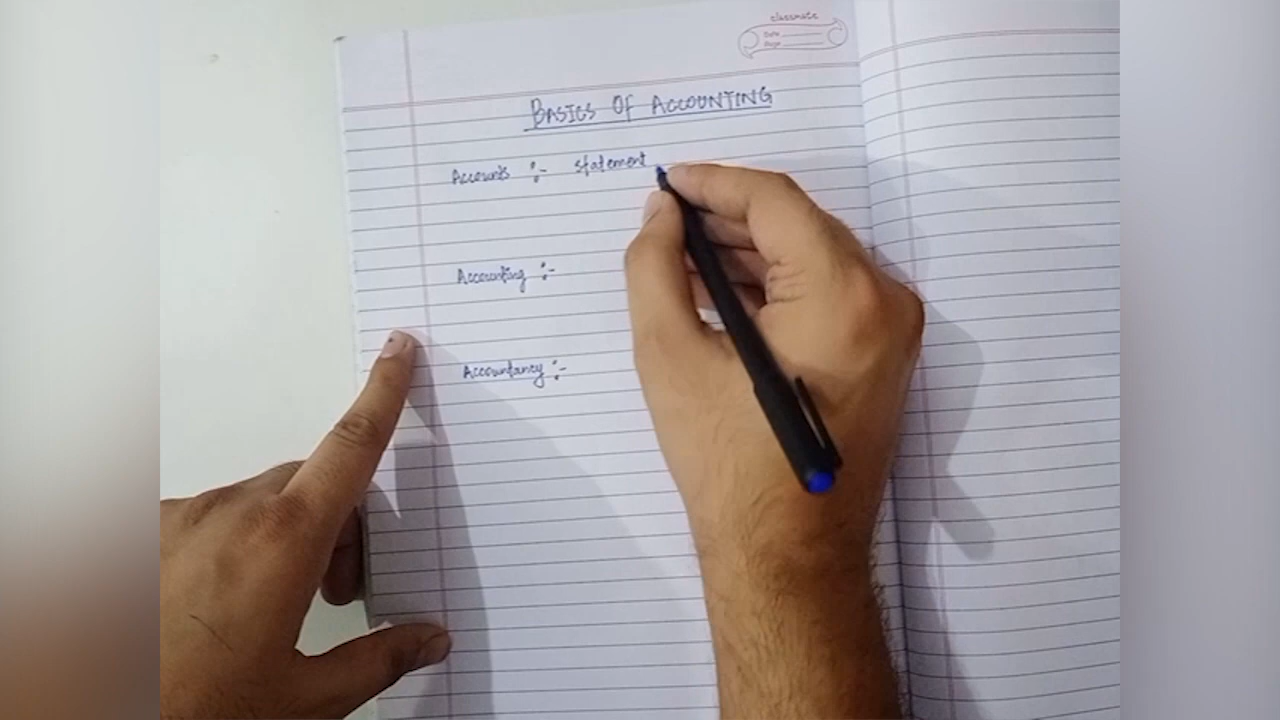 classmate
Date
Page
BASICS OF ACCOUNTING
Accounts :- statement
Accounting :-
Accountancy :-